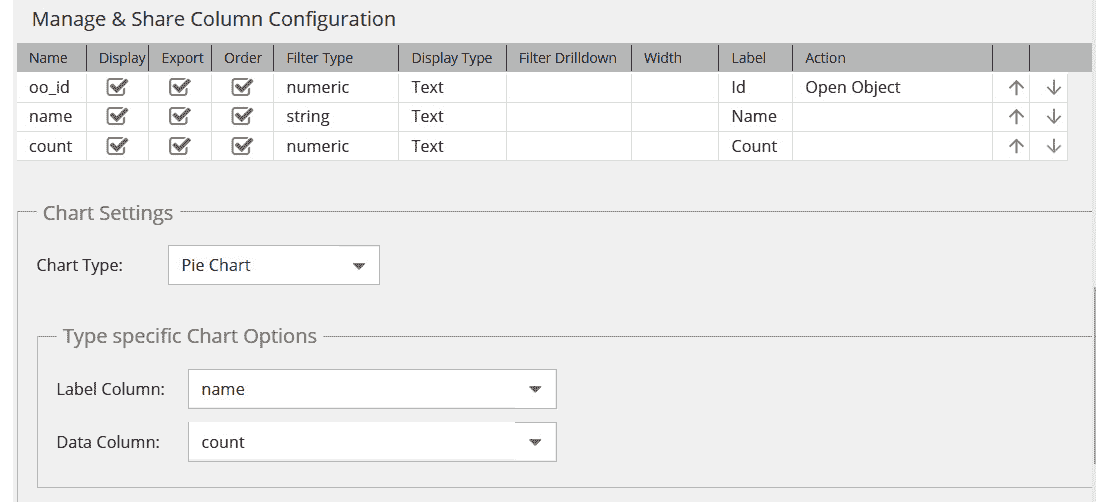 Manage & Share Column Configuration
Name Display Export Order Filter Type Display Type Filter Drilldown Width Label Action
oo_id numeric Text Id Open Object
name string Text Name
count numeric Text Count
Chart Settings
Chart Type: Pie Chart
Type specific Chart Options
Label Column: name
Data Column: count